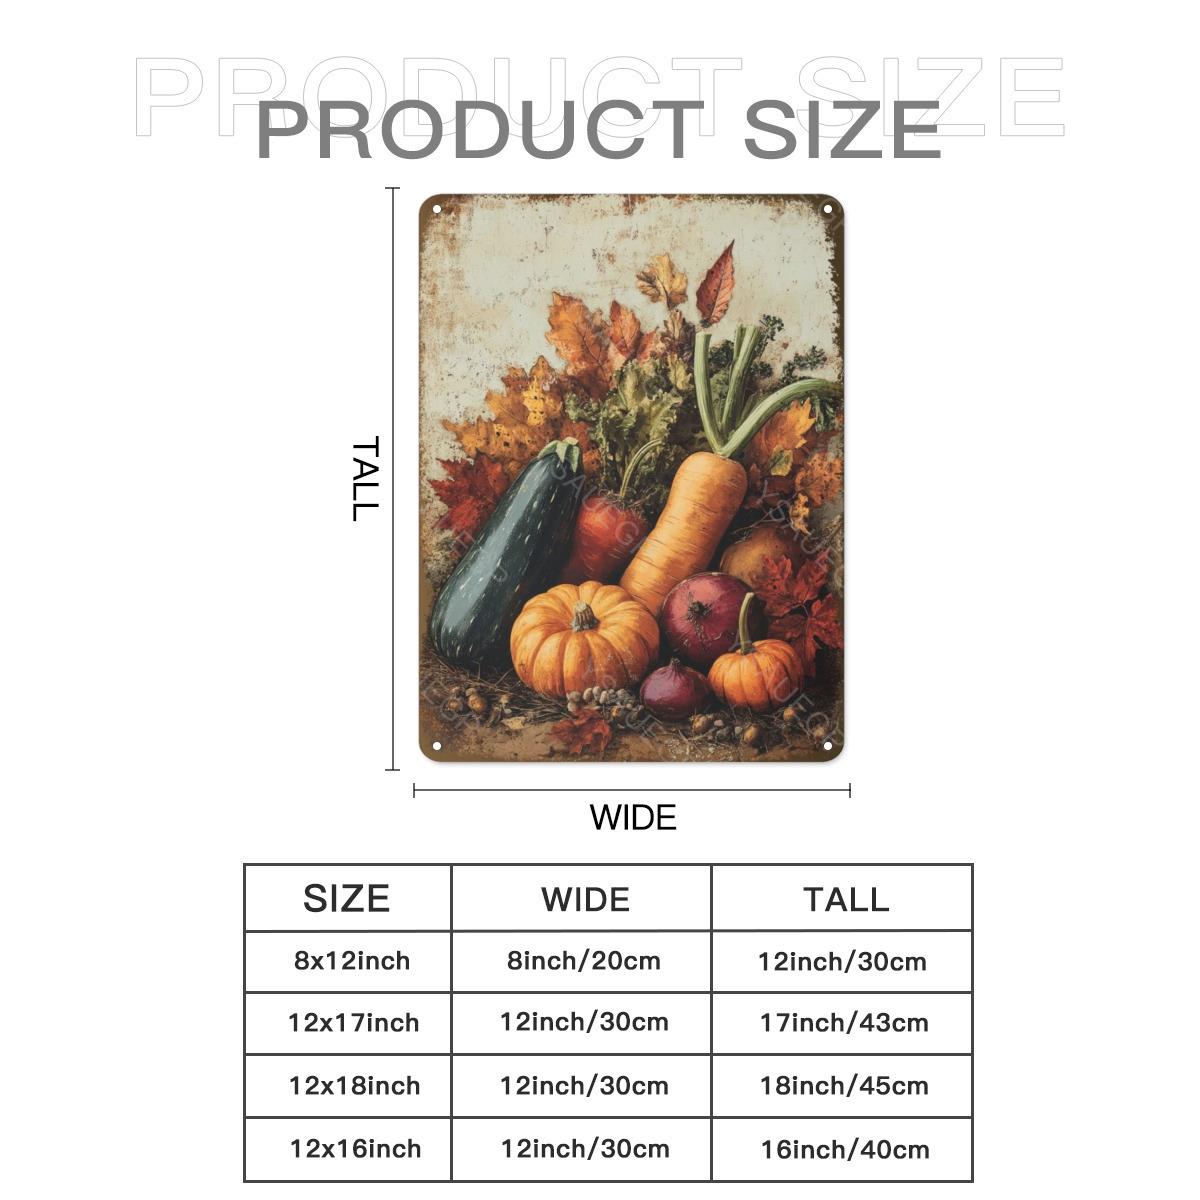 PRODUCT SIZE
PRODUCT SIZE
TALL
YSAUFGP
WIDE
SIZE WIDE TALL
8x12inch 8inch/20cm 12inch/30cm
12x17inch 12inch/30cm 17inch/43cm
12x18inch 12inch/30cm 18inch/45cm
12x16inch 12inch/30cm 16inch/40cm